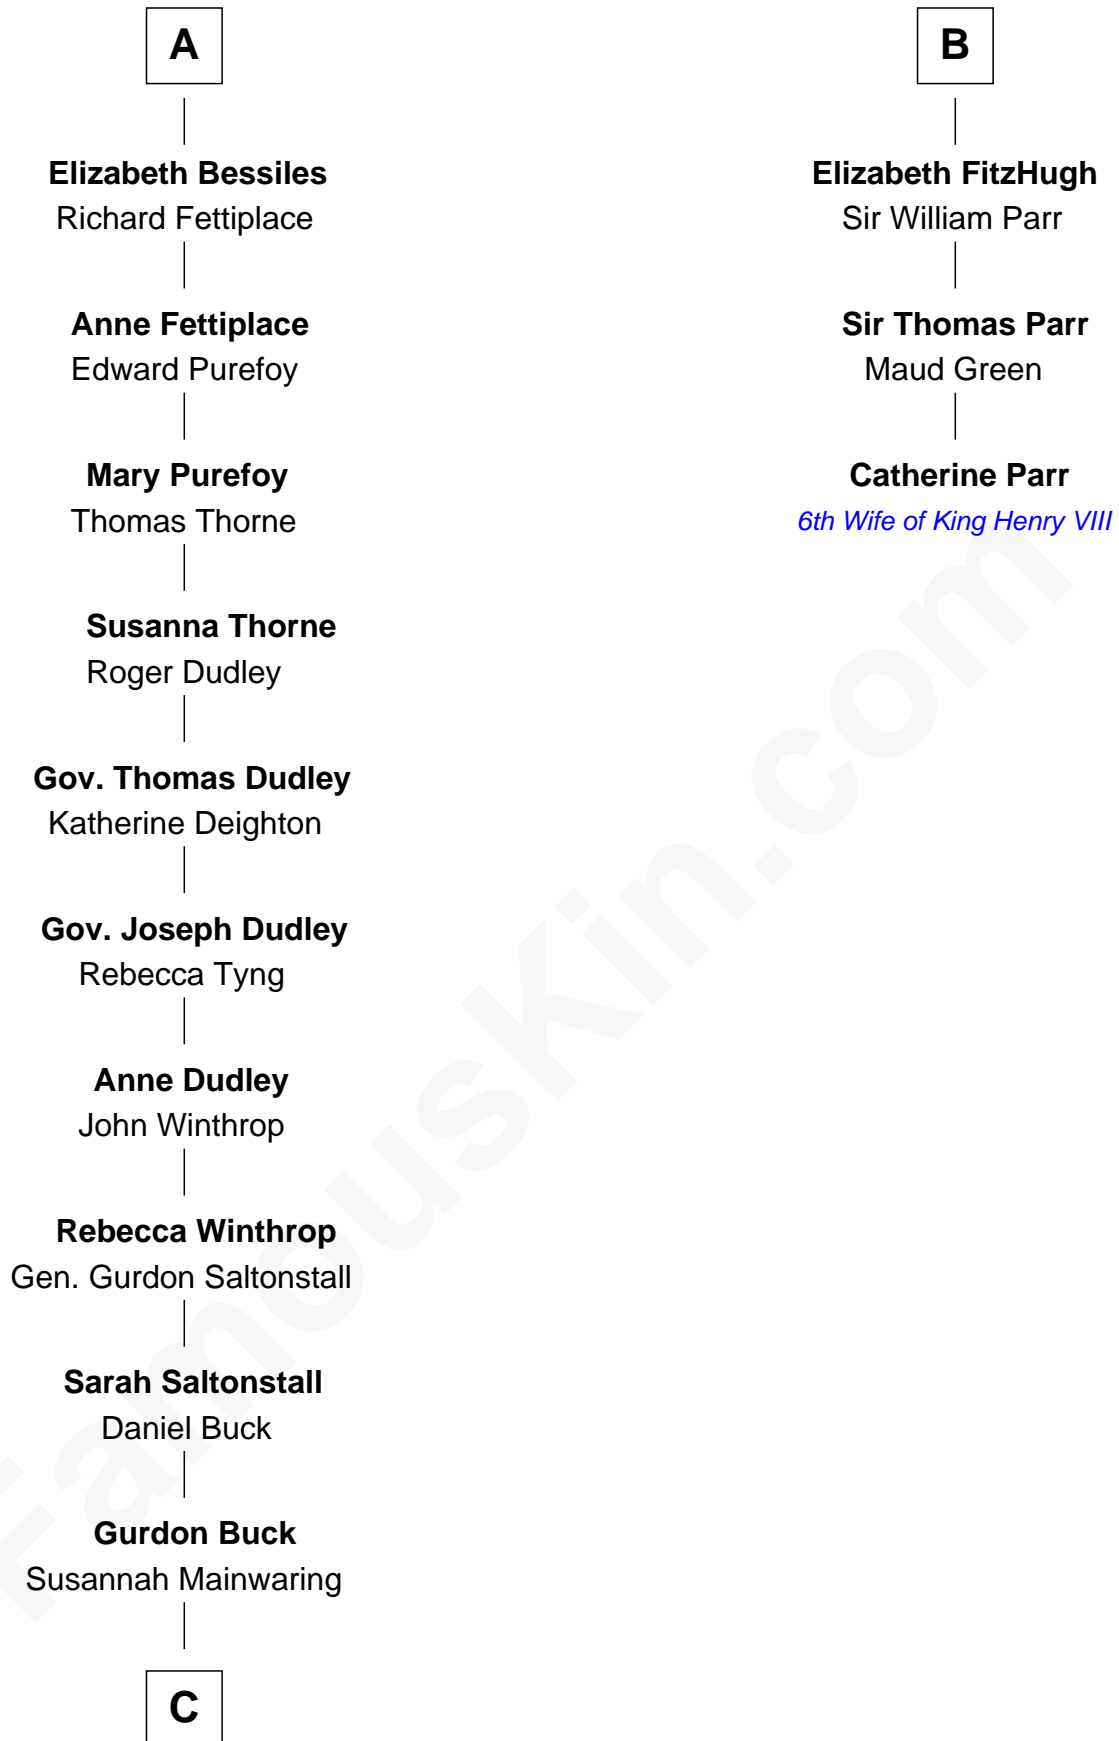 A
Elizabeth Bessiles
Richard Fettiplace
Anne Fettiplace
Edward Purefoy
Mary Purefoy
Thomas Thorne
Susanna Thorne
Roger Dudley
Gov. Thomas Dudley
Katherine Deighton
Gov. Joseph Dudley
Rebecca Tyng
Anne Dudley
John Winthrop
Rebecca Winthrop
Gen. Gurdon Saltonstall
Sarah Saltonstall
Daniel Buck
Gurdon Buck
Susannah Mainwaring
C
B
Elizabeth FitzHugh
Sir William Parr
Sir Thomas Parr
Maud Green
Catherine Parr
6th Wife of King Henry VIII
FamousKin.com